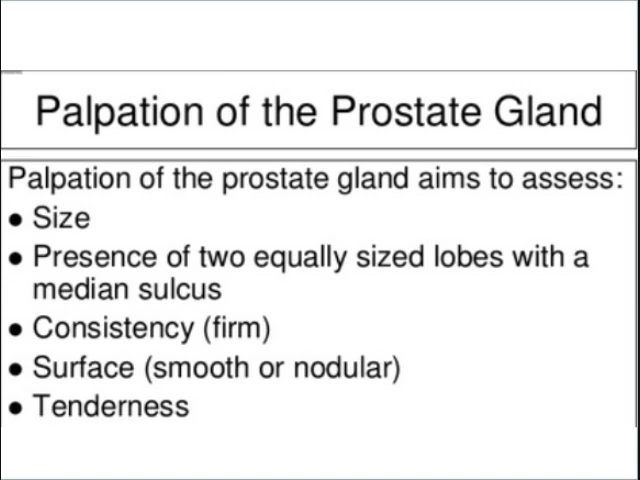 Palpation of the Prostate Gland
Palpation of the prostate gland aims to assess:
● Size
● Presence of two equally sized lobes with a
median sulcus
● Consistency (firm)
● Surface (smooth or nodular)
● Tenderness